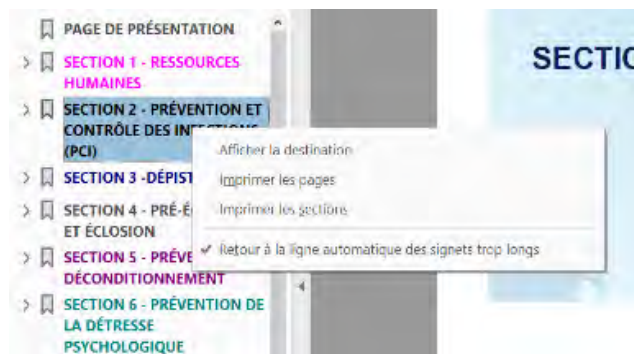 PAGE DE PRÉSENTATION
SECTION 1 - RESSOURCES
HUMAINES
SECTION 2 - PRÉVENTION ET
CONTRÔLE DES INFECTIONS
(PCI)
SECTION 3 -DÉPIST
SECTION 4 - PRÉ-É
ET ÉCLOSION
SECTION 5 - PRÉVE
DÉCONDITIONNEMENT
SECTION 6 - PRÉVENTION DE
LA DÉTRESSE
PSYCHOLOGIQUE
Afficher la destination
Imprimer les pages
Imprimer les sections
Retour à la ligne automatique des signets trop longs
SECTIO